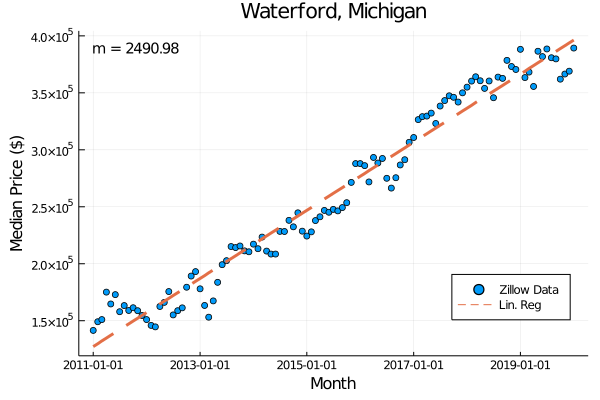 Waterford, Michigan
m = 2490.98
4.0×10⁵
3.5×10⁵
3.0×10⁵
2.5×10⁵
2.0×10⁵
1.5×10⁵
Median Price ($)
Zillow Data
Lin. Reg
2011-01-01 2013-01-01 2015-01-01 2017-01-01 2019-01-01
Month